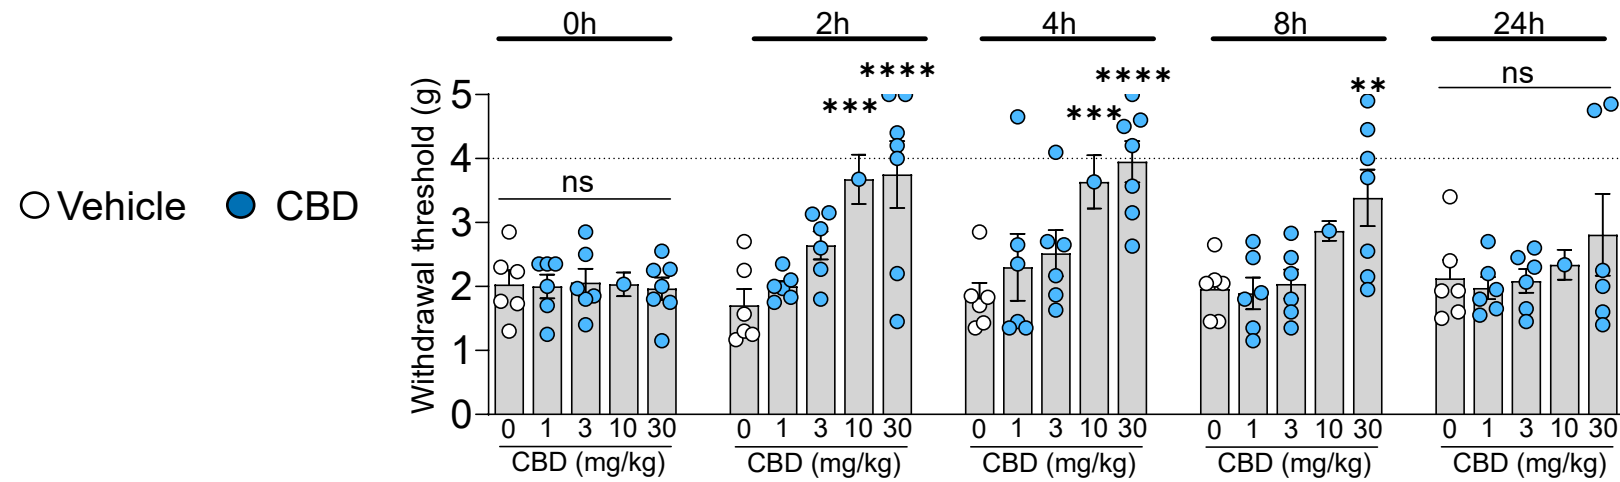 0h 2h 4h 8h 24h
**** **** **
*** *** ns
ns
Vehicle CBD
Withdrawal threshold (g)
5
4
3
2
1
0
0 1 3 10 30 0 1 3 10 30 0 1 3 10 30 0 1 3 10 30 0 1 3 10 30
CBD (mg/kg) CBD (mg/kg) CBD (mg/kg) CBD (mg/kg) CBD (mg/kg)